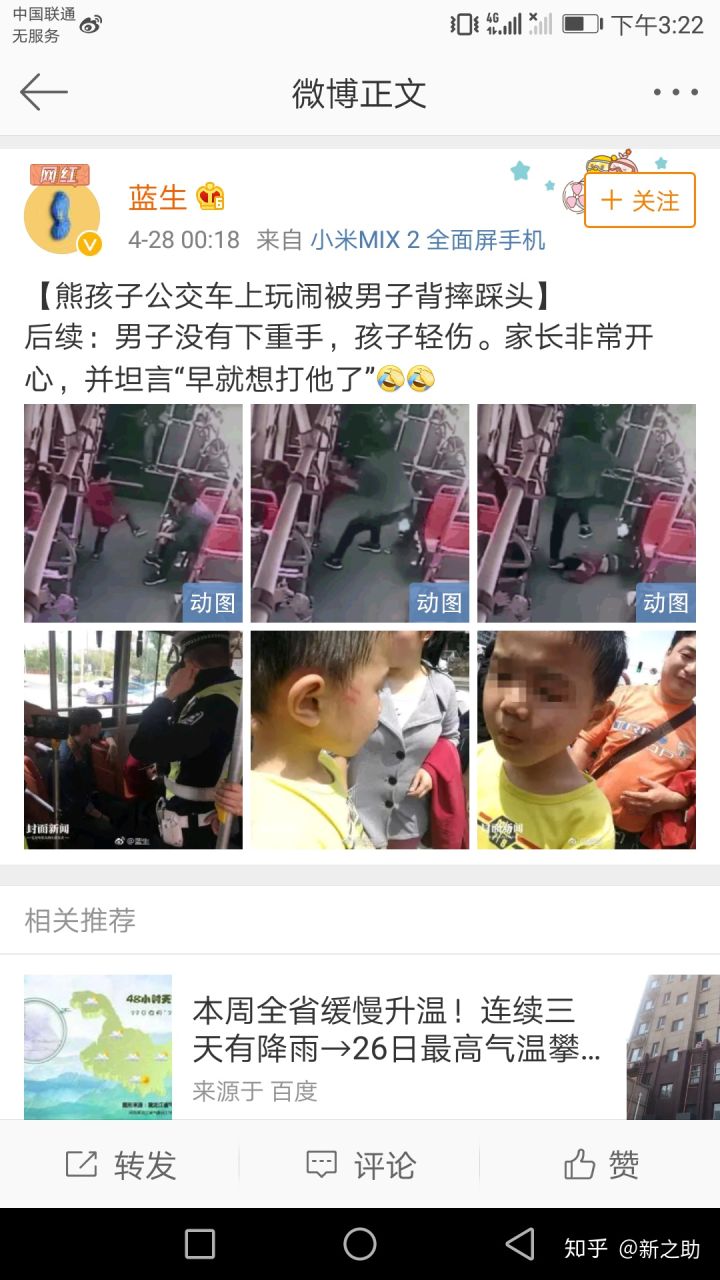 中国联通
无服务
4G
下午3:22
微博正文
网红
蓝生
6
+ 关注
4-28 00:18 来自 小米MIX 2 全面屏手机
【熊孩子公交车上玩闹被男子背摔踩头】
后续：男子没有下重手，孩子轻伤。家长非常开
心，并坦言“早就想打他了”🤣🤣
动图
动图
动图
封面新闻
@蓝生
封面新闻
相关推荐
48小时天
本周全省缓慢升温！连续三
天有降雨→26日最高气温攀...
来源于 百度
转发
评论
赞
知乎 @新之助